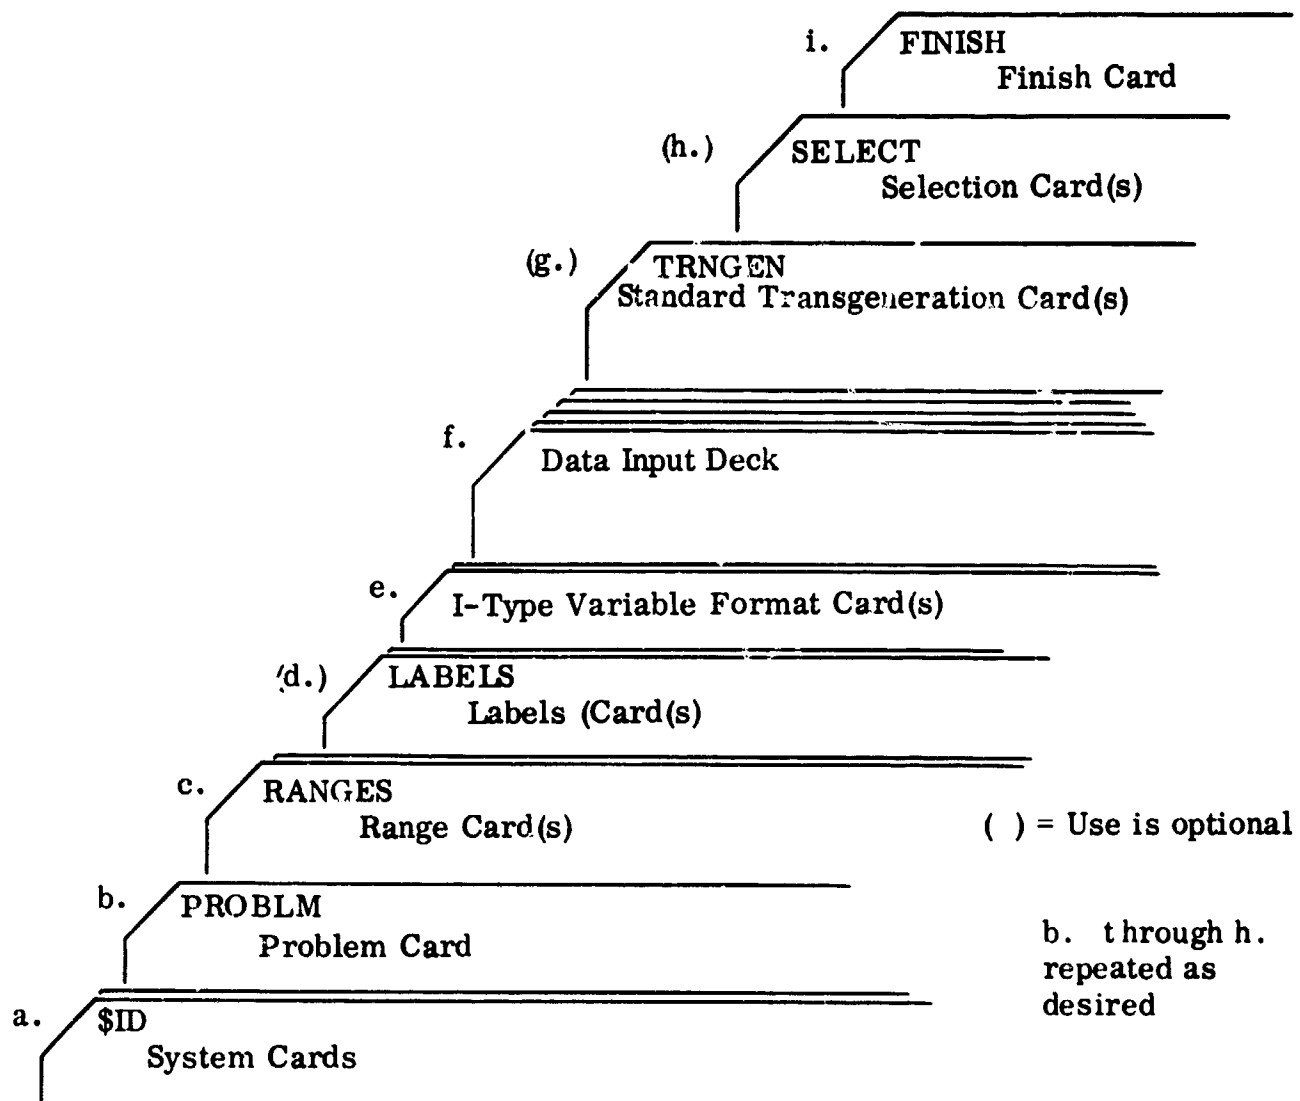 i. FINISH
Finish Card
(h.) SELECT
Selection Card(s)
(g.) TRNGEN
Standard Transgeneration Card(s)
f. Data Input Deck
e. I-Type Variable Format Card(s)
(d.) LABELS
Labels (Card(s)
c. RANGES
Range Card(s)
( ) = Use is optional
b. PROBLM
Problem Card
b. through h.
repeated as
desired
a. $ID
System Cards